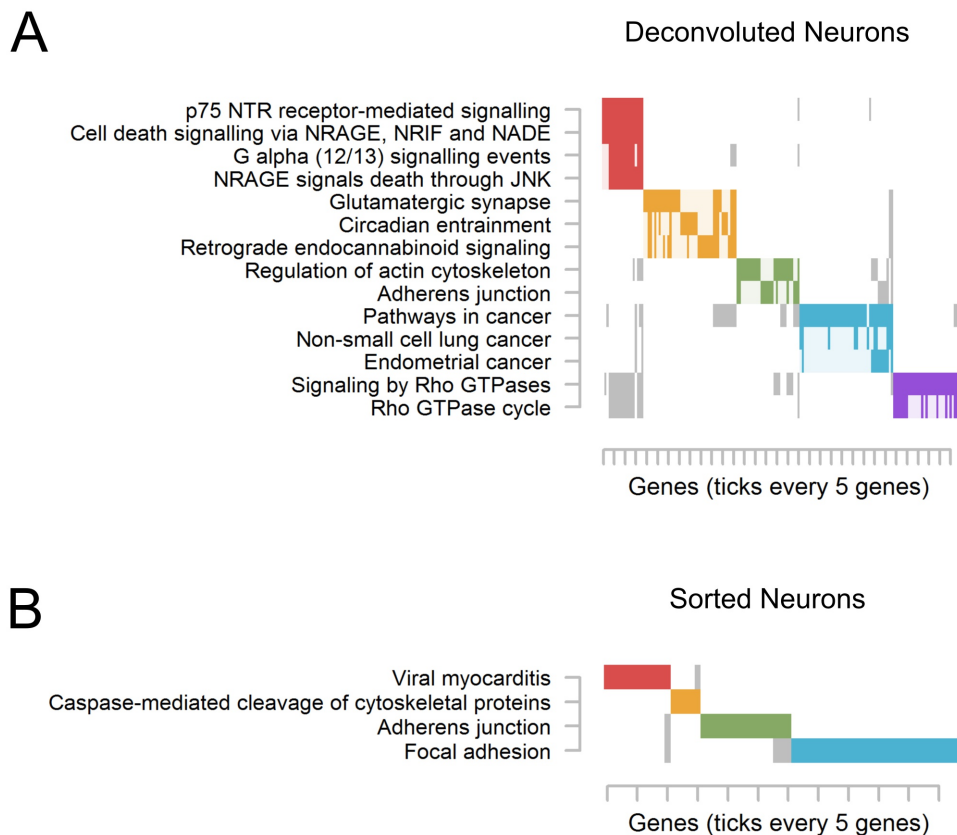 A
Deconvoluted Neurons
p75 NTR receptor-mediated signalling
Cell death signalling via NRAGE, NRIF and NADE
G alpha (12/13) signalling events
NRAGE signals death through JNK
Glutamatergic synapse
Circadian entrainment
Retrograde endocannabinoid signaling
Regulation of actin cytoskeleton
Adherens junction
Pathways in cancer
Non-small cell lung cancer
Endometrial cancer
Signaling by Rho GTPases
Rho GTPase cycle
Genes (ticks every 5 genes)
B
Sorted Neurons
Viral myocarditis
Caspase-mediated cleavage of cytoskeletal proteins
Adherens junction
Focal adhesion
Genes (ticks every 5 genes)